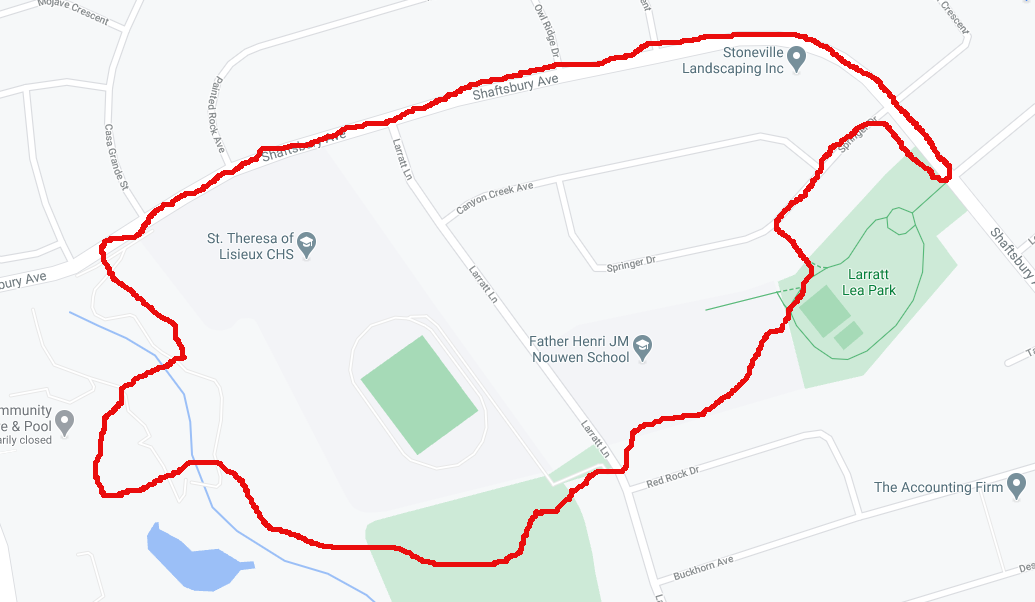 Mojave Crescent
Crescent
Owl Ridge Dr
Stoneville
Landscaping Inc
Shaftsbury Ave
Painted Rock Ave
Springer Dr
Shaftsbury Ave
Casa Grande St
Larratt Ln
Canyon Creek Ave
St. Theresa of
Lisieux CHS
Shaftsbury
bury Ave
Larratt Ln
Springer Dr
Larratt
Lea Park
Father Henri JM
Nouwen School
mmunity
e & Pool
arily closed
Larratt Ln
Red Rock Dr
The Accounting Firm
Buckhorn Ave